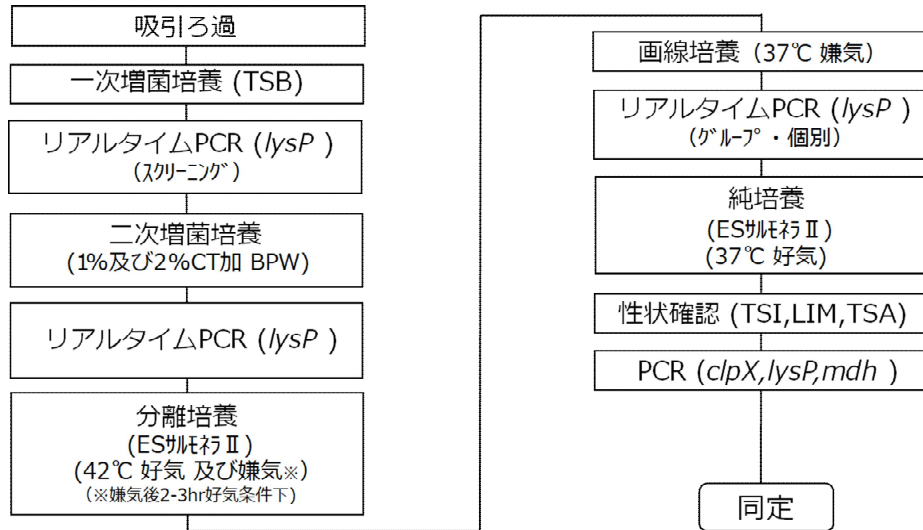 吸引ろ過
一次増菌培養 (TSB)
リアルタイムPCR (lysP )
(ｽｸﾘｰﾆﾝｸﾞ)
二次増菌培養
(1%及び2%CT加 BPW)
リアルタイムPCR (lysP )
分離培養
(ESｻﾙﾓﾈﾗⅡ)
(42℃ 好気 及び嫌気※)
(※嫌気後2-3hr好気条件下)
画線培養 (37℃ 嫌気)
リアルタイムPCR (lysP )
(ｸﾞﾙｰﾌﾟ・個別)
純培養
(ESｻﾙﾓﾈﾗⅡ)
(37℃ 好気)
性状確認 (TSI,LIM,TSA)
PCR (clpX,lysP,mdh )
同定